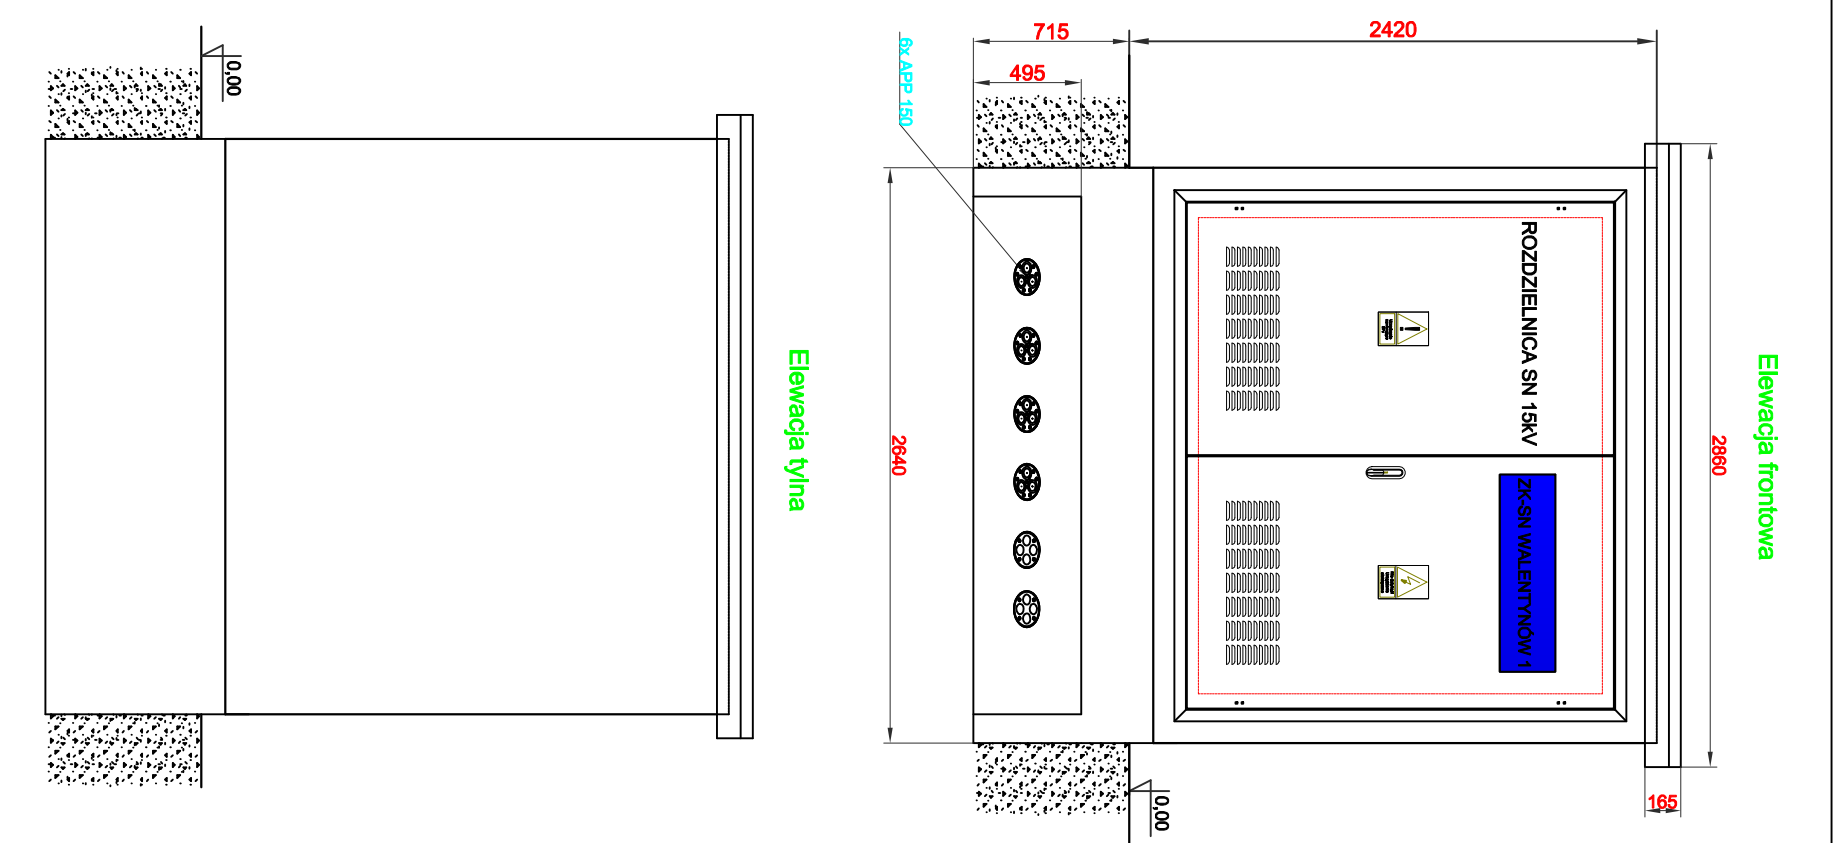 Elewacja frontowa
2420
715
495
6x APP 150
2860
2640
165
0,00
ROZDZIELNICA SN 15kV
ZK-SN WALENTYNÓW 1
Elewacja tylna
0,00